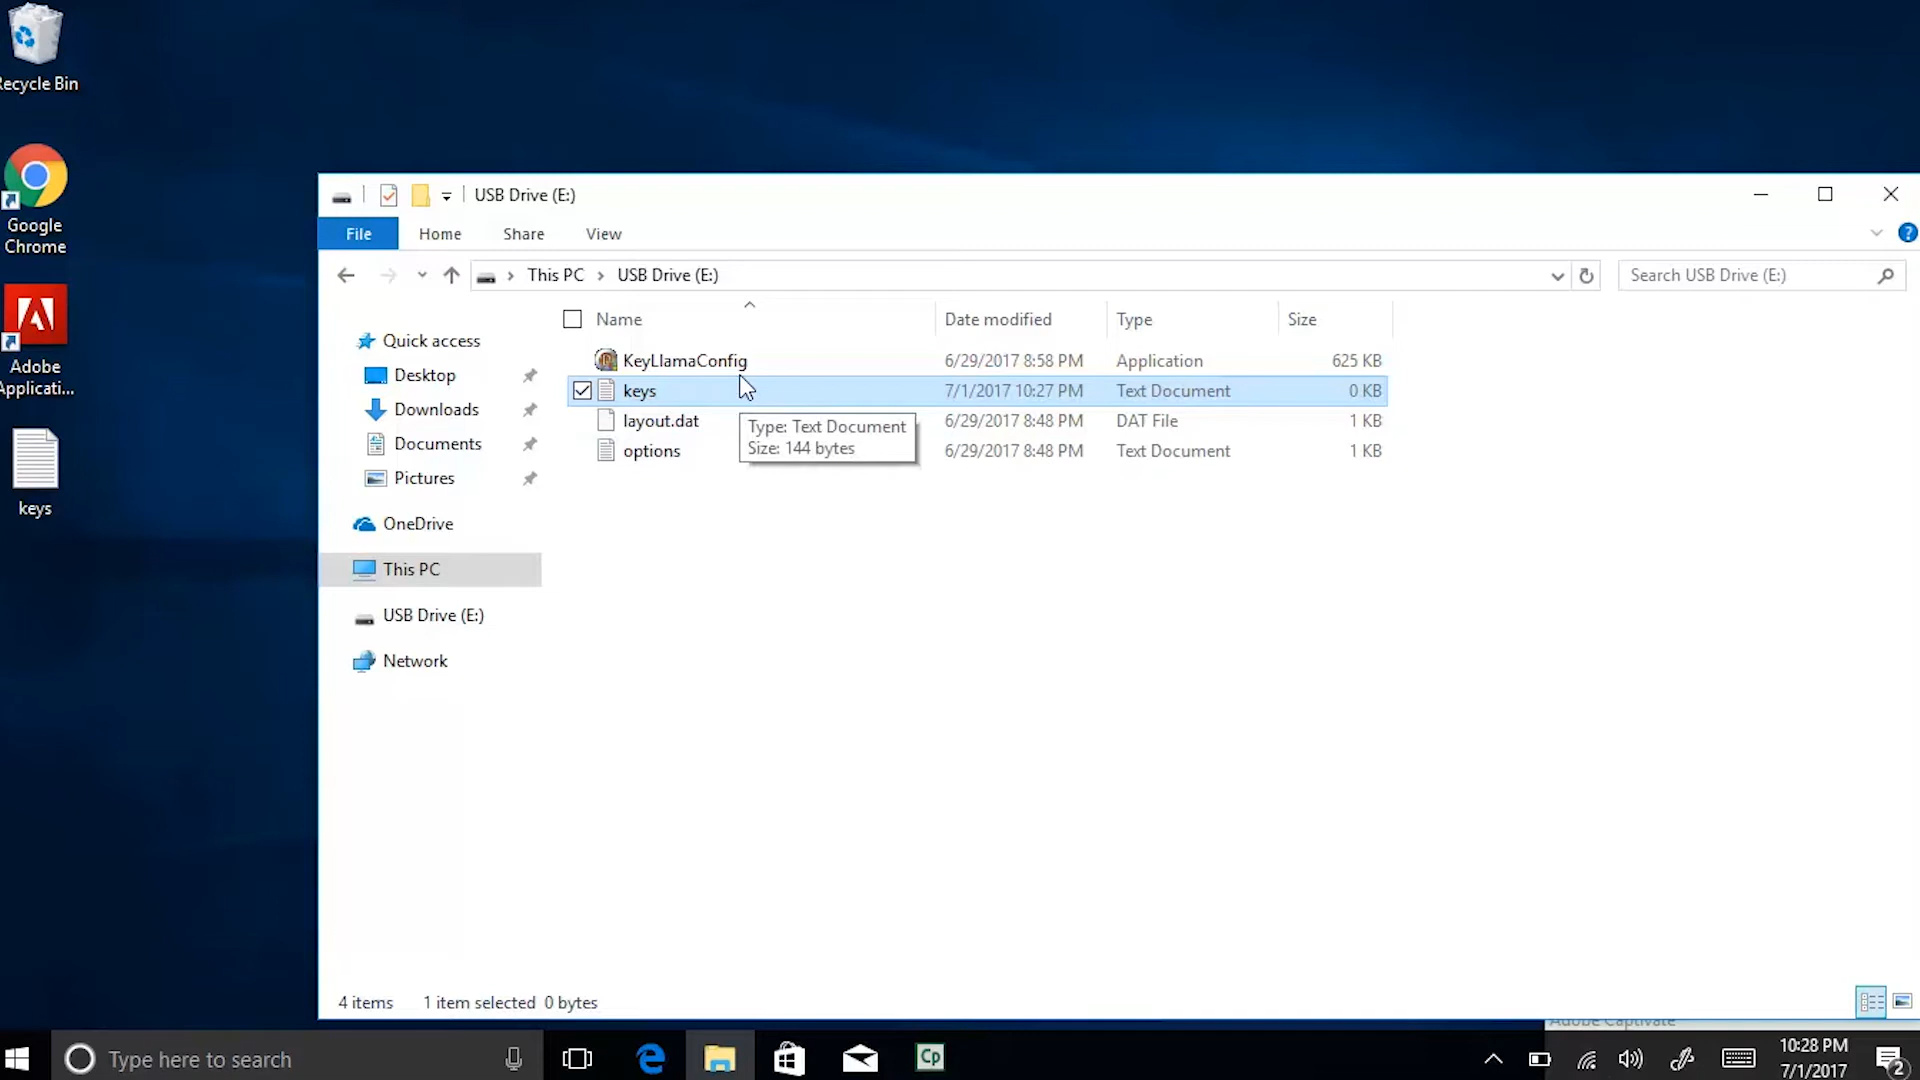 Recycle Bin
Google
Chrome
Adobe
Applicati...
keys
USB Drive (E:)
File
Home
Share
View
This PC
USB Drive (E:)
Search USB Drive (E:)
Name
Date modified
Type
Size
KeyLlamaConfig
6/29/2017 8:58 PM
Application
625 KB
keys
7/1/2017 10:27 PM
Text Document
0 KB
layout.dat
6/29/2017 8:48 PM
DAT File
1 KB
options
6/29/2017 8:48 PM
Text Document
1 KB
Type: Text Document
Size: 144 bytes
Quick access
Desktop
Downloads
Documents
Pictures
OneDrive
This PC
USB Drive (E:)
Network
4 items
1 item selected 0 bytes
Adobe Captivate
Type here to search
Cp
10:28 PM
7/1/2017
2